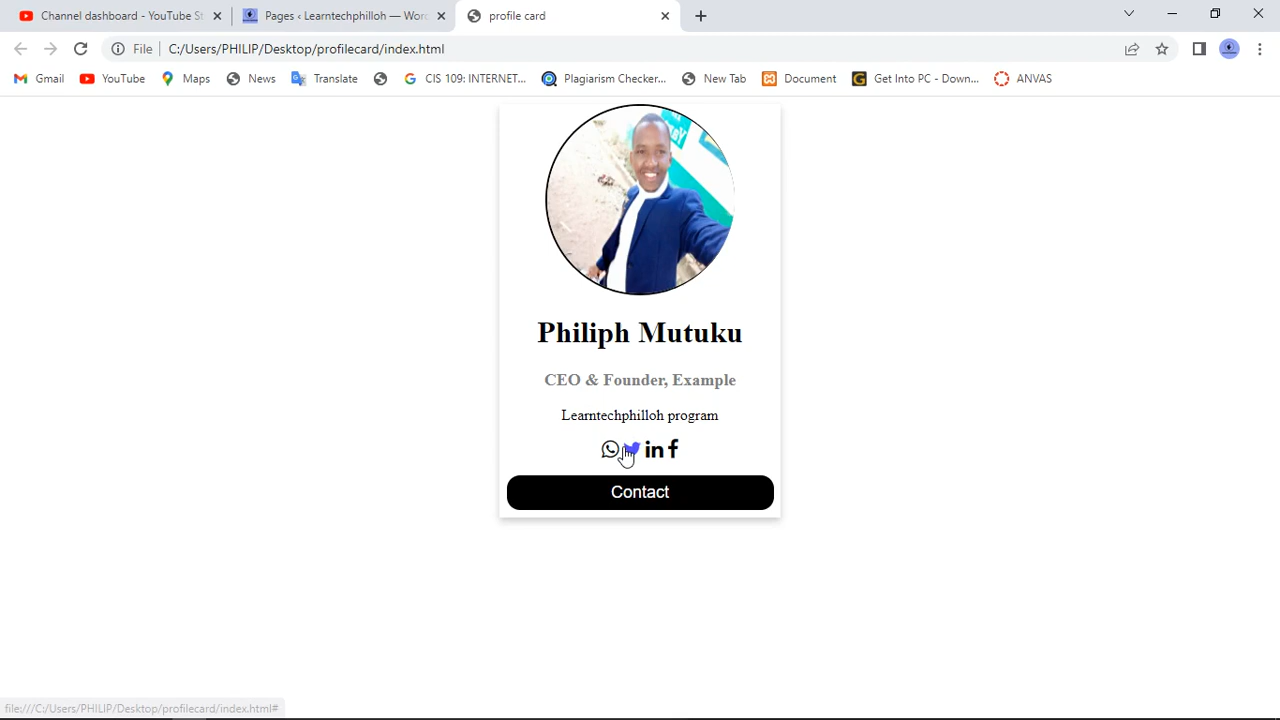 Channel dashboard - YouTube St
Pages ‹ Learntechphilloh — Word
profile card
File
C:/Users/PHILIP/Desktop/profilecard/index.html
Gmail
YouTube
Maps
News
Translate
CIS 109: INTERNET...
Plagiarism Checker...
New Tab
Document
Get Into PC - Down...
ANVAS
Philiph Mutuku
CEO & Founder, Example
Learntechphilloh program
Contact
file:///C:/Users/PHILIP/Desktop/profilecard/index.html#